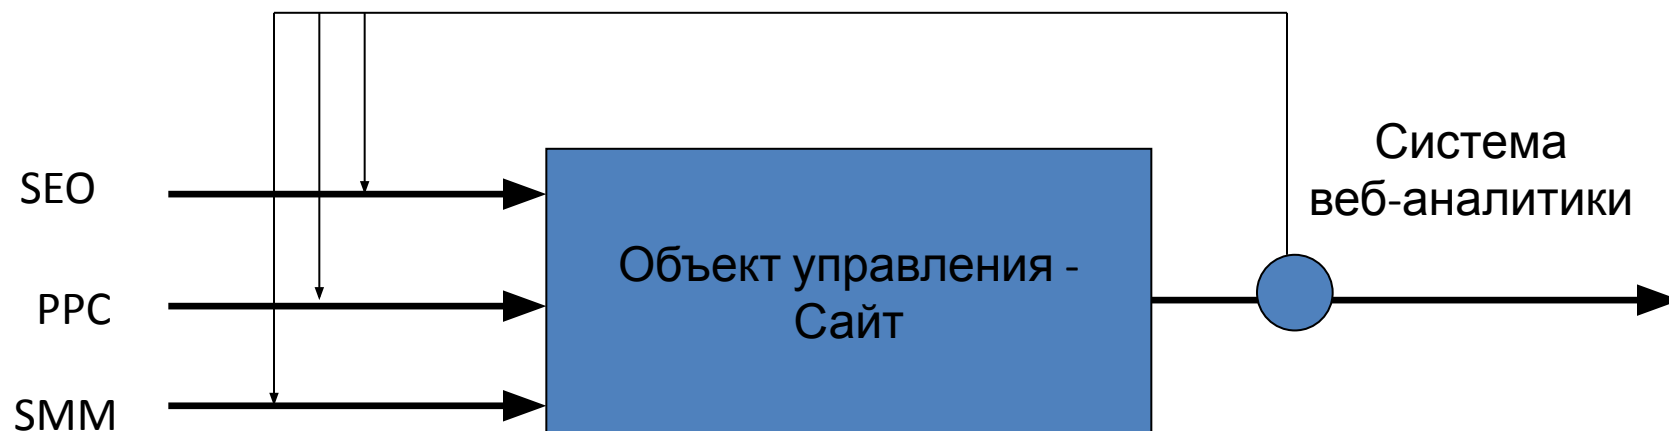 Система
веб-аналитики
SEO
Объект управления -
Сайт
PPC
SMM